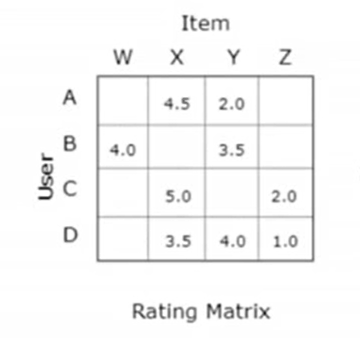 Item
W X Y Z
A 4.5 2.0
B 4.0 3.5
C 5.0 2.0
D 3.5 4.0 1.0
User
Rating Matrix